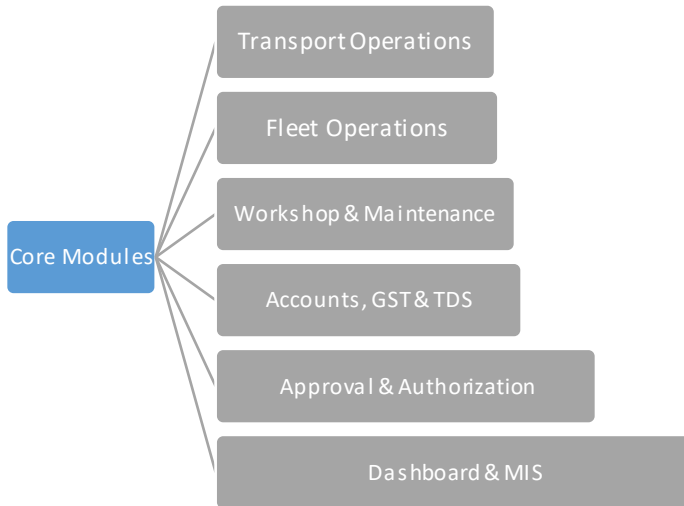 Transport Operations
Fleet Operations
Workshop & Maintenance
Core Modules
Accounts, GST & TDS
Approval & Authorization
Dashboard & MIS